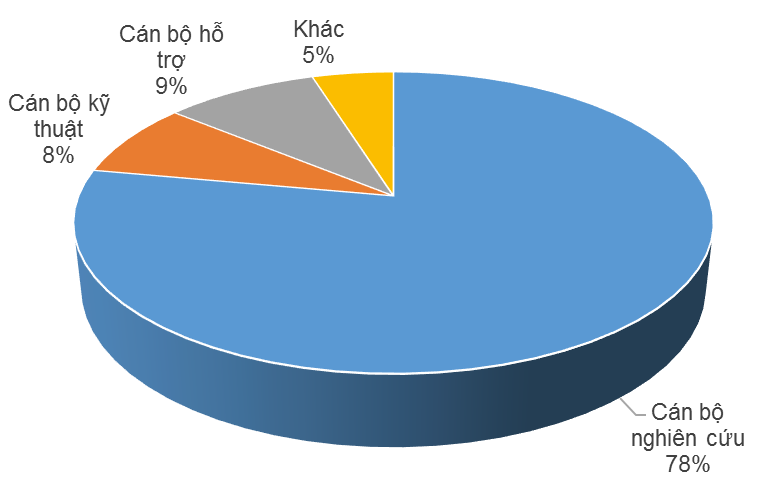 Khác
5%
Cán bộ hỗ
trợ
9%
Cán bộ kỹ
thuật
8%
Cán bộ
nghiên cứu
78%